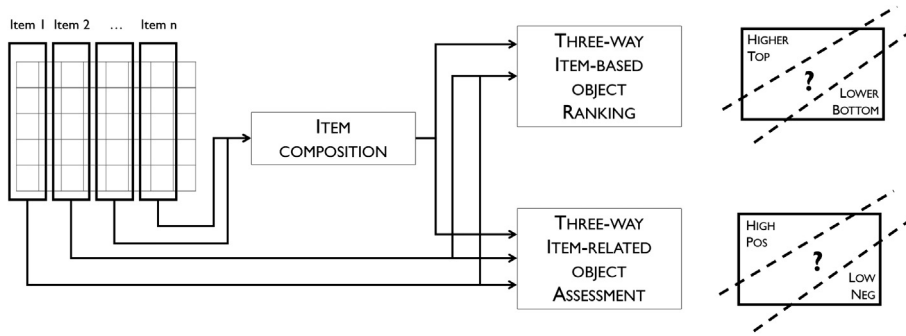 Item 1 Item 2 … Item n
ITEM
COMPOSITION
THREE-WAY
ITEM-BASED
OBJECT
RANKING
HIGHER
TOP
?
LOWER
BOTTOM
THREE-WAY
ITEM-RELATED
OBJECT
ASSESSMENT
HIGH
POS
?
LOW
NEG